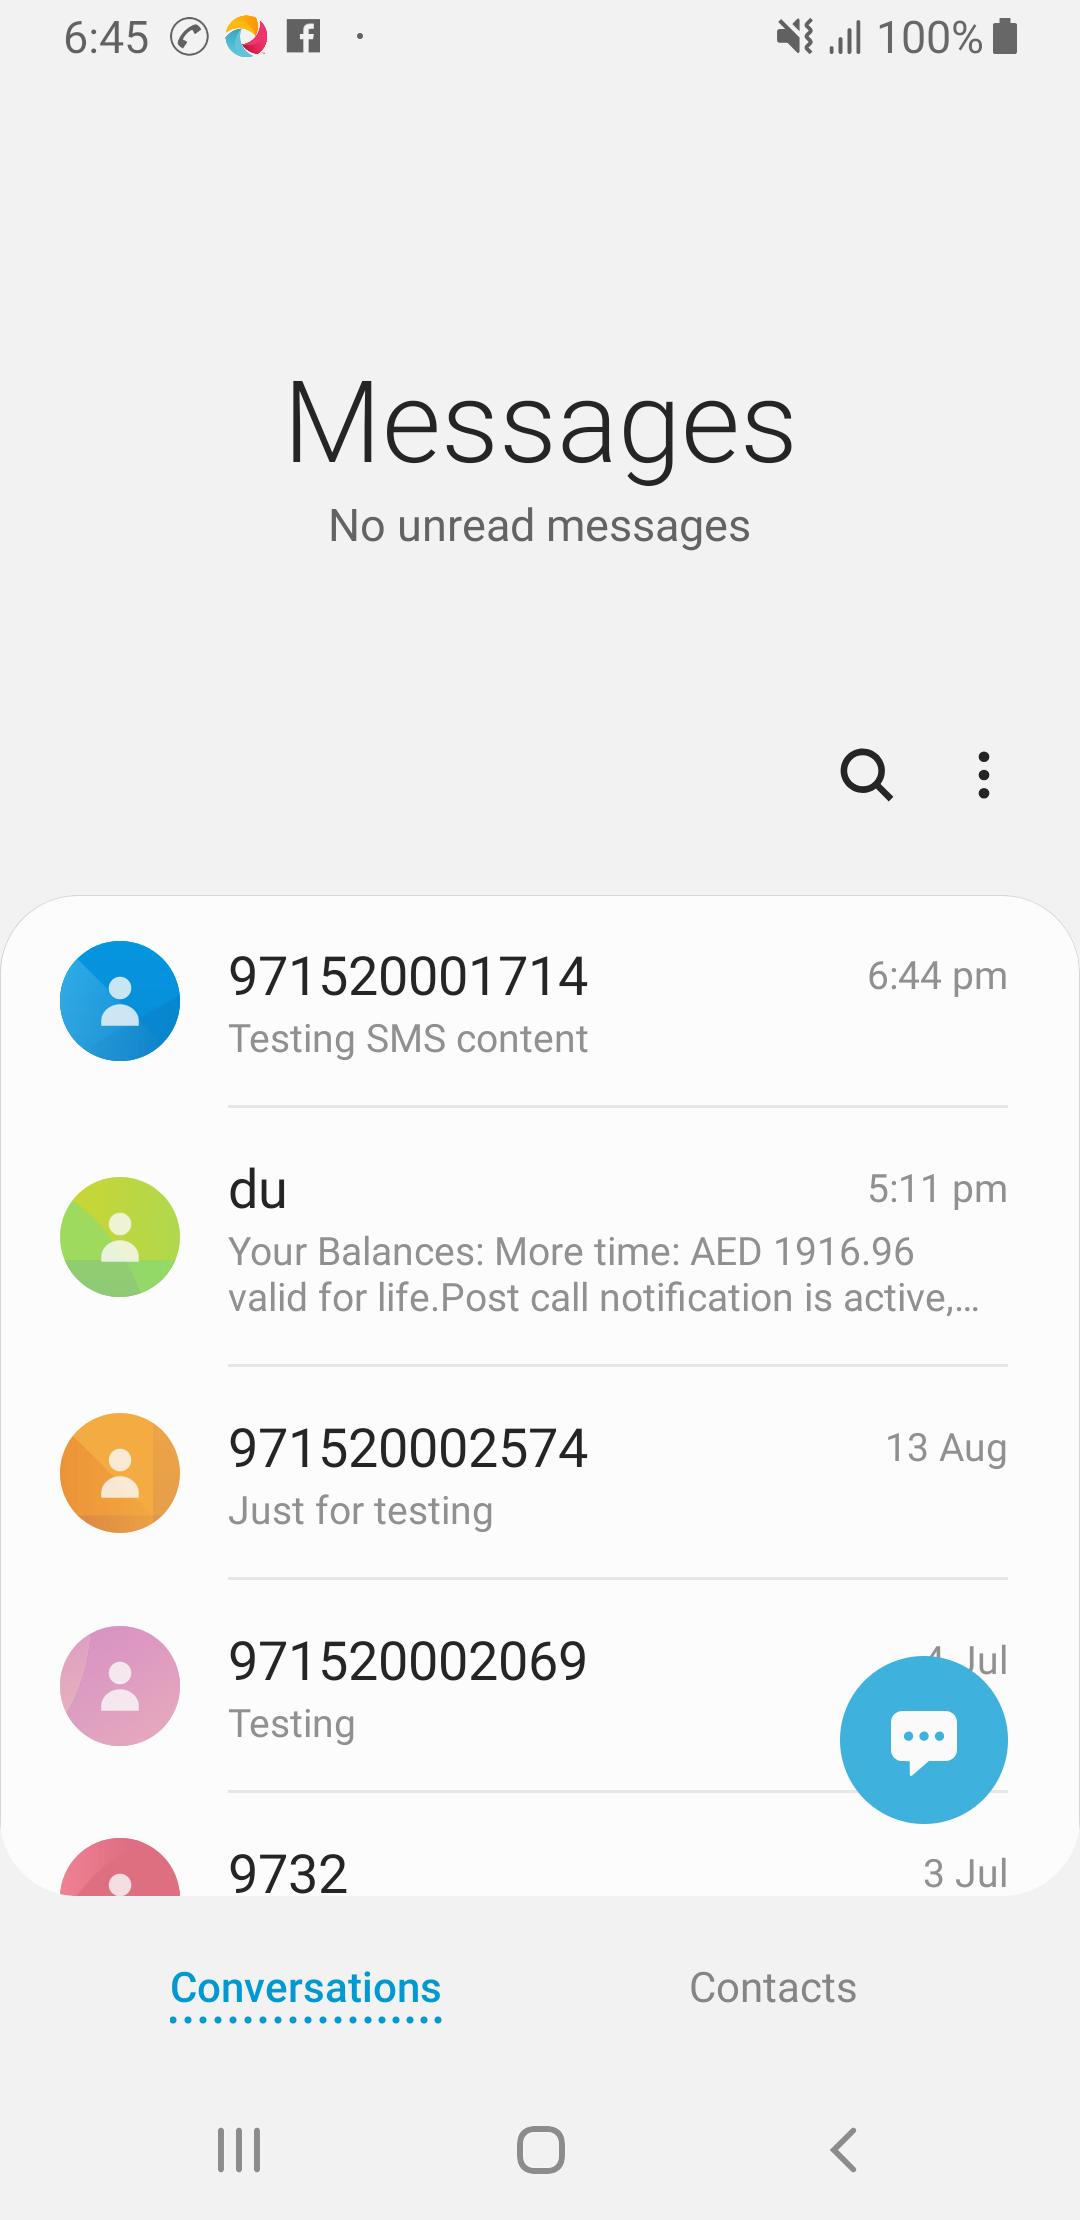 6:45
100%
Messages
No unread messages
971520001714
6:44 pm
Testing SMS content
du
5:11 pm
Your Balances: More time: AED 1916.96
valid for life.Post call notification is active,...
971520002574
13 Aug
Just for testing
971520002069
4 Jul
Testing
9732
3 Jul
Conversations
Contacts